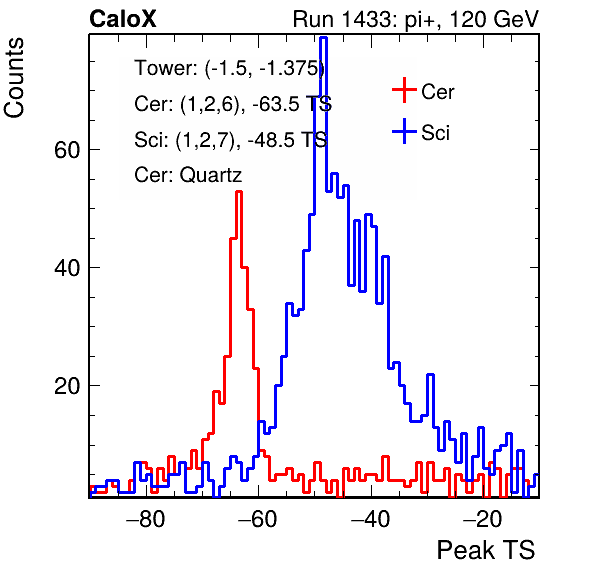 CaloX Run 1433: pi+, 120 GeV
Counts
Tower: (-1.5, -1.375)
Cer: (1,2,6), -63.5 TS
Sci: (1,2,7), -48.5 TS
Cer: Quartz
Cer
Sci
60
40
20
−80 −60 −40 −20
Peak TS